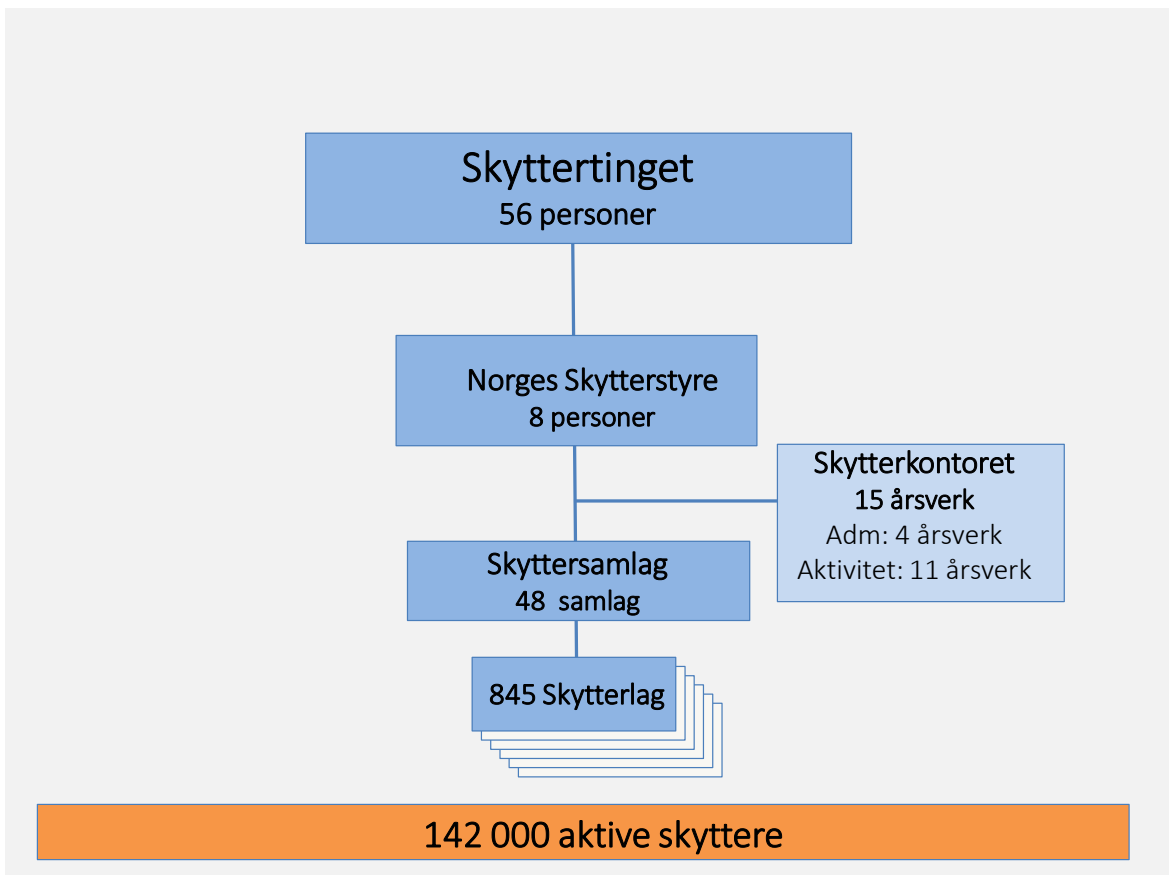 Skyttertinget
56 personer
Norges Skytterstyre
8 personer
Skytterkontoret
15 årsverk
Adm: 4 årsverk
Aktivitet: 11 årsverk
Skyttersamlag
48 samlag
845 Skytterlag
142 000 aktive skyttere